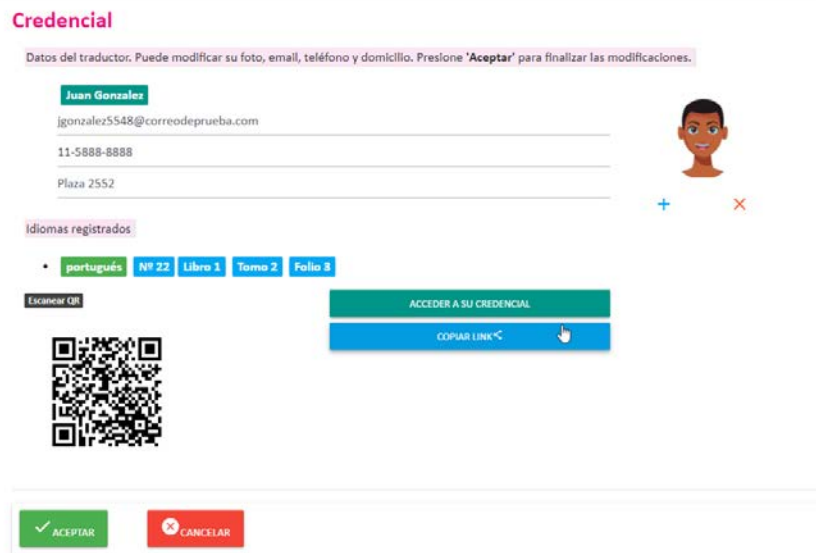 Credencial
Datos del traductor. Puede modificar su foto, email, teléfono y domicilio. Presione 'Aceptar' para finalizar las modificaciones.
Juan Gonzalez
jgonzalez5548@correodeprueba.com
11-5888-8888
Plaza 2552
Idiomas registrados
• portugués Nº 22 Libro 1 Tomo 2 Folio 3
Escanear QR
ACCEDER A SU CREDENCIAL
COPIAR LINK
ACEPTAR CANCELAR